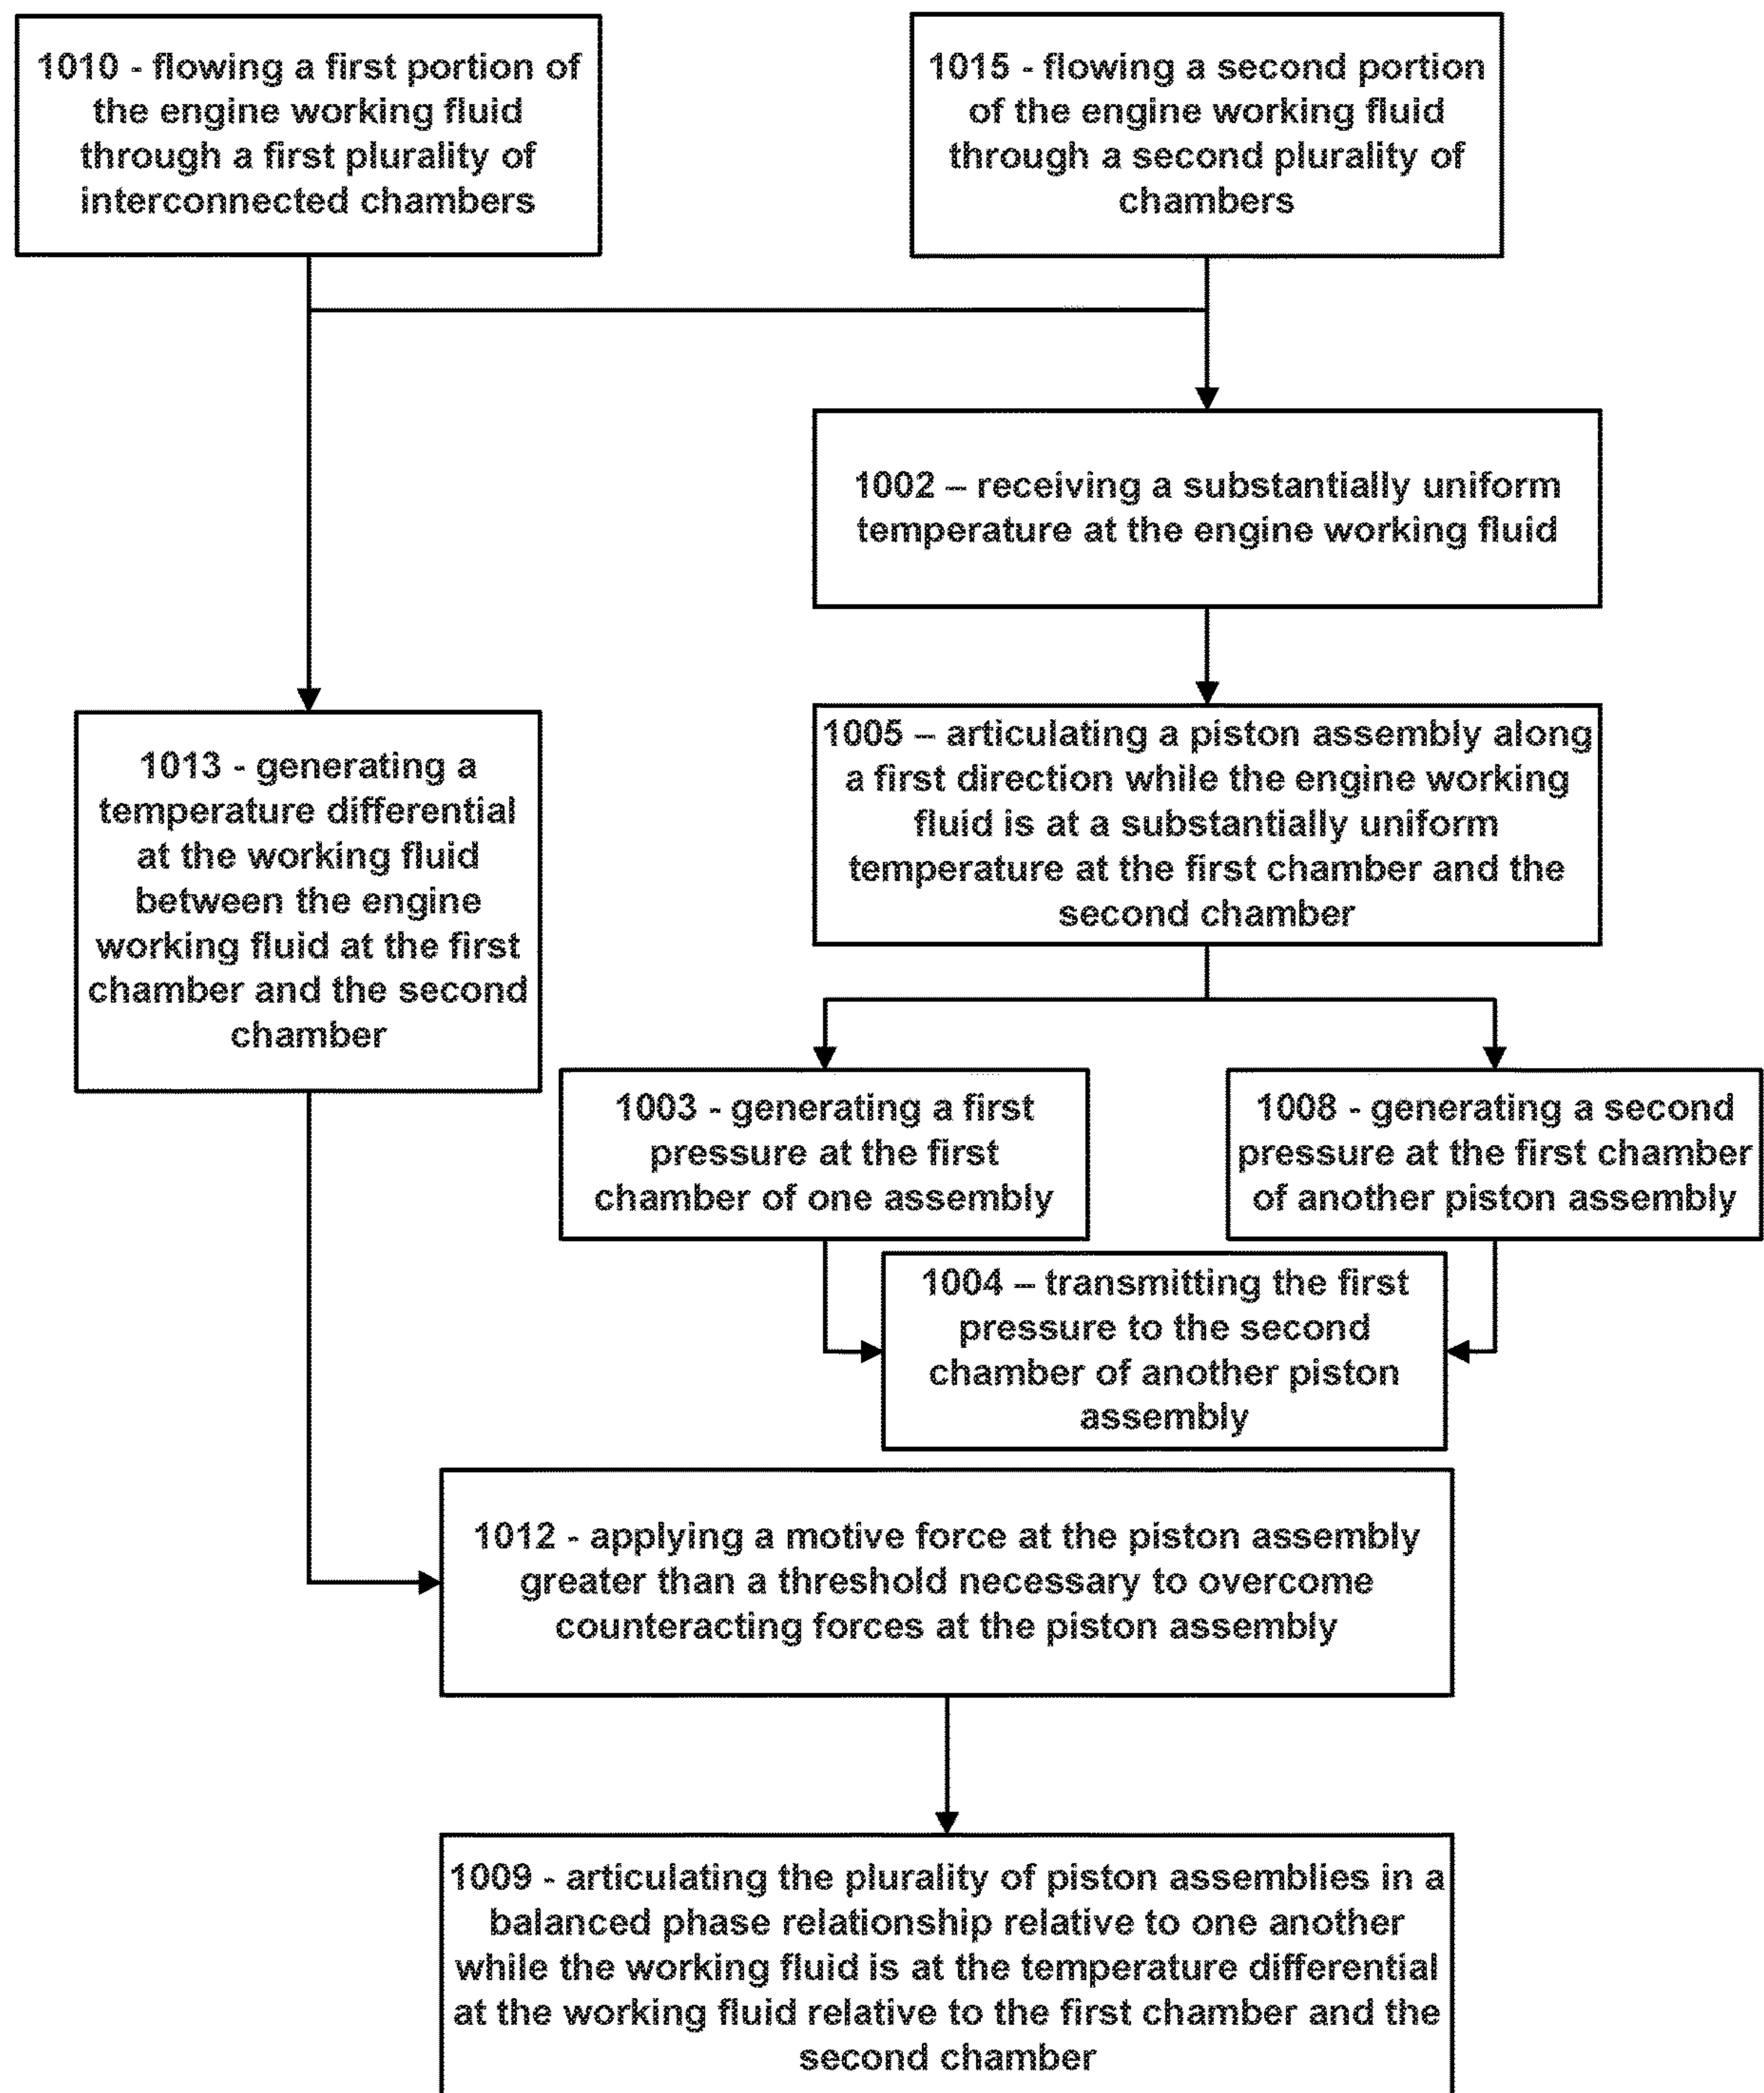 1010 - flowing a first portion of
the engine working fluid
through a first plurality of
interconnected chambers
1015 - flowing a second portion
of the engine working fluid
through a second plurality of
chambers
1002 – receiving a substantially uniform
temperature at the engine working fluid
1005 – articulating a piston assembly along
a first direction while the engine working
fluid is at a substantially uniform
temperature at the first chamber and the
second chamber
1013 - generating a
temperature differential
at the working fluid
between the engine
working fluid at the first
chamber and the second
chamber
1003 - generating a first
pressure at the first
chamber of one assembly
1008 - generating a second
pressure at the first chamber
of another piston assembly
1004 – transmitting the first
pressure to the second
chamber of another piston
assembly
1012 - applying a motive force at the piston assembly
greater than a threshold necessary to overcome
counteracting forces at the piston assembly
1009 - articulating the plurality of piston assemblies in a
balanced phase relationship relative to one another
while the working fluid is at the temperature differential
at the working fluid relative to the first chamber and the
second chamber